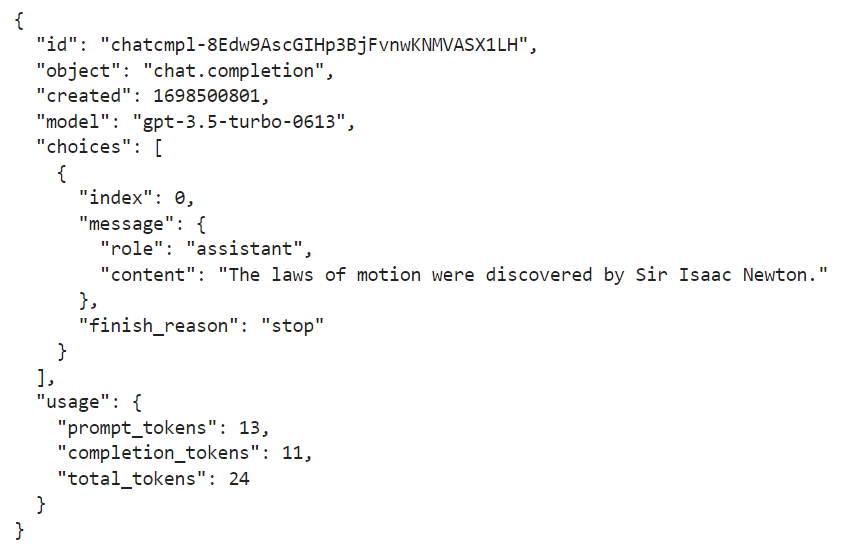 {
  "id": "chatcmpl-8Edw9AscGIHp3BjFvnwKNMVASX1LH",
  "object": "chat.completion",
  "created": 1698500801,
  "model": "gpt-3.5-turbo-0613",
  "choices": [
    {
      "index": 0,
      "message": {
        "role": "assistant",
        "content": "The laws of motion were discovered by Sir Isaac Newton."
      },
      "finish_reason": "stop"
    }
  ],
  "usage": {
    "prompt_tokens": 13,
    "completion_tokens": 11,
    "total_tokens": 24
  }
}